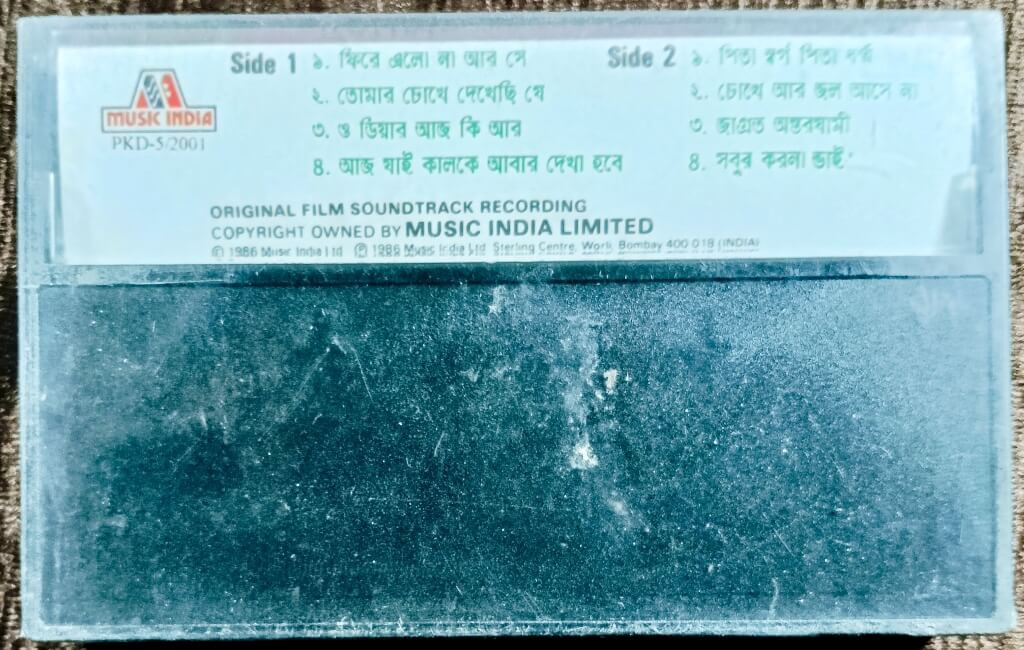 Side 1
১. ফিরে এলো না আর সে
২. তোমার চোখে দেখেছি যে
৩. ও ডিয়ার আজ কি আর
৪. আজ যাই কালকে আবার দেখা হবে
Side 2
১. পিতা স্বর্গ পিতা ধর্ম
২. চোখে আর জল আসে না
৩. জাগ্রত অন্তরযামী
৪. সবুর করনা ভাই
MUSIC INDIA
PKD-5/2001
ORIGINAL FILM SOUNDTRACK RECORDING
COPYRIGHT OWNED BY MUSIC INDIA LIMITED
© 1986 Music India Ltd ℗ 1986 Music India Ltd Sterling Centre, Worli, Bombay 400 018 (INDIA)